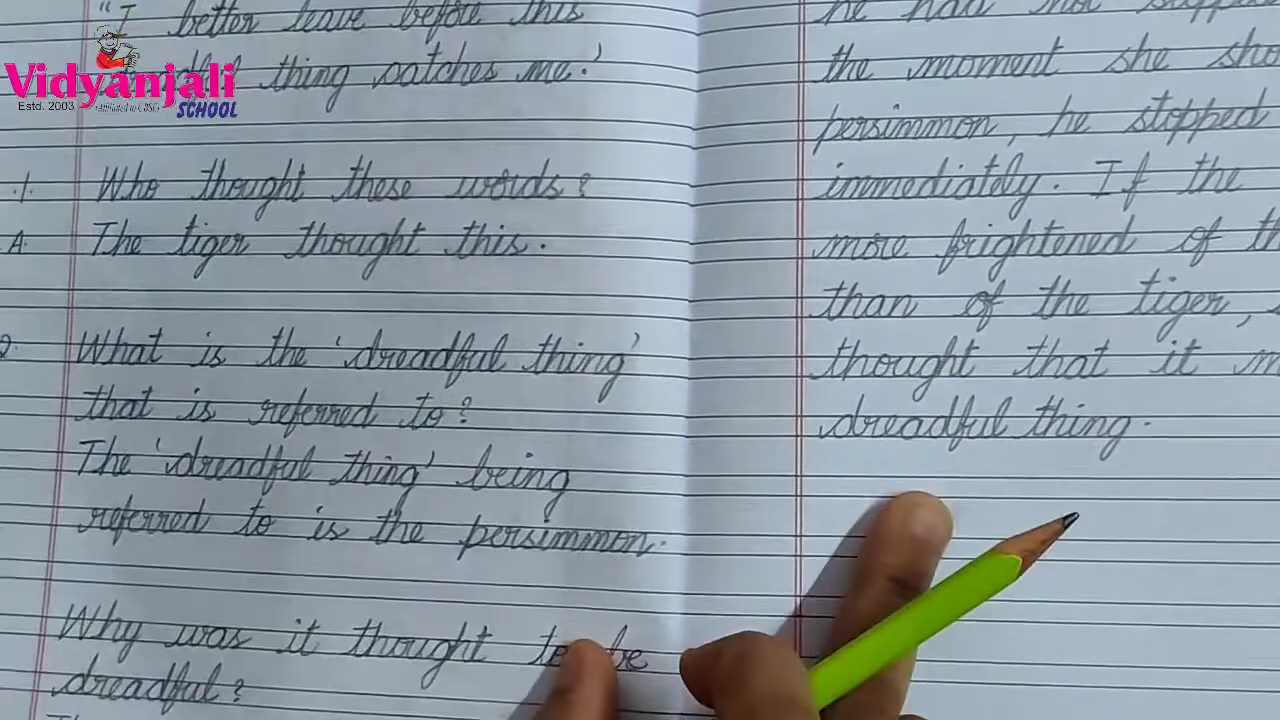 "I better leave before this
thing catches me.'
Vidyanjali
Estd. 2003
SCHOOL
.1. Who thought these words?
A. The tiger thought this.
2. What is the 'dreadful thing'
that is referred to?
The 'dreadful thing' being
referred to is the persimmon.
Why was it thought to be
dreadful?
he had not
the moment she
persimmon, he stopped
immediately. If the
more frightened of
than of the tiger,
thought that it
dreadful thing.